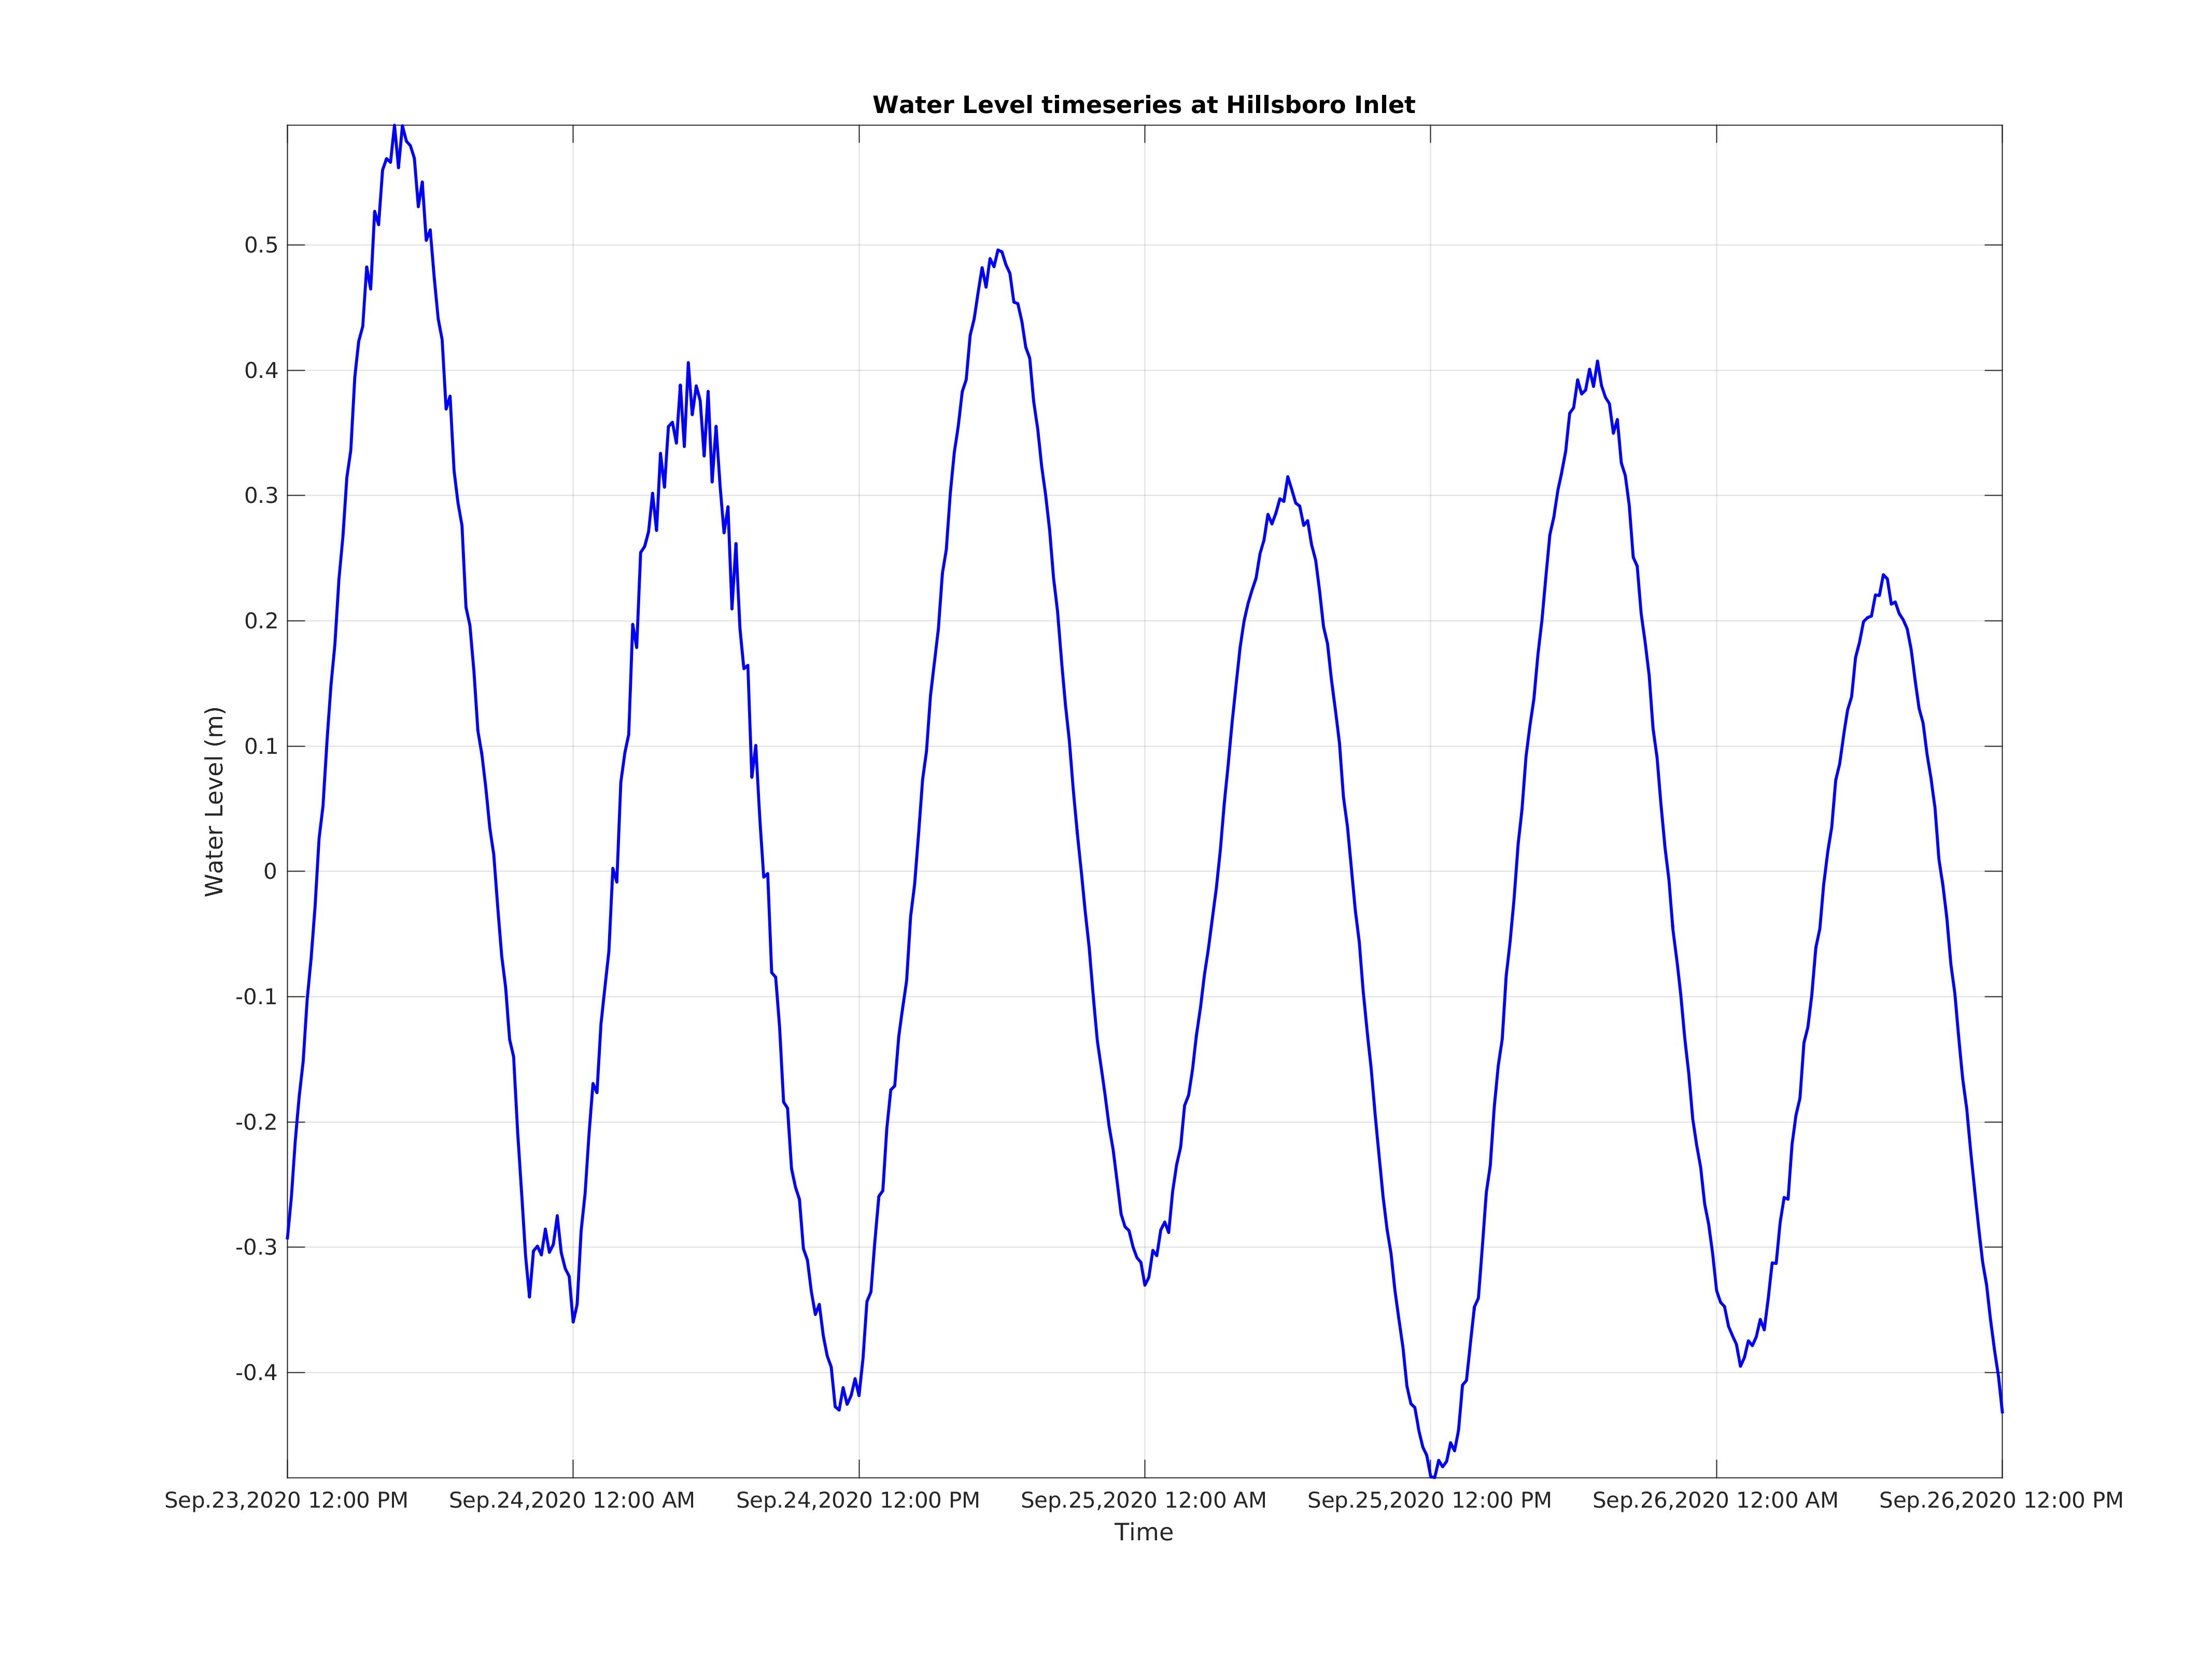 Water Level timeseries at Hillsboro Inlet
0.5
0.4
0.3
0.2
0.1
0
-0.1
-0.2
-0.3
-0.4
Water Level (m)
Sep.23,2020 12:00 PM
Sep.24,2020 12:00 AM
Sep.24,2020 12:00 PM
Sep.25,2020 12:00 AM
Sep.25,2020 12:00 PM
Sep.26,2020 12:00 AM
Sep.26,2020 12:00 PM
Time